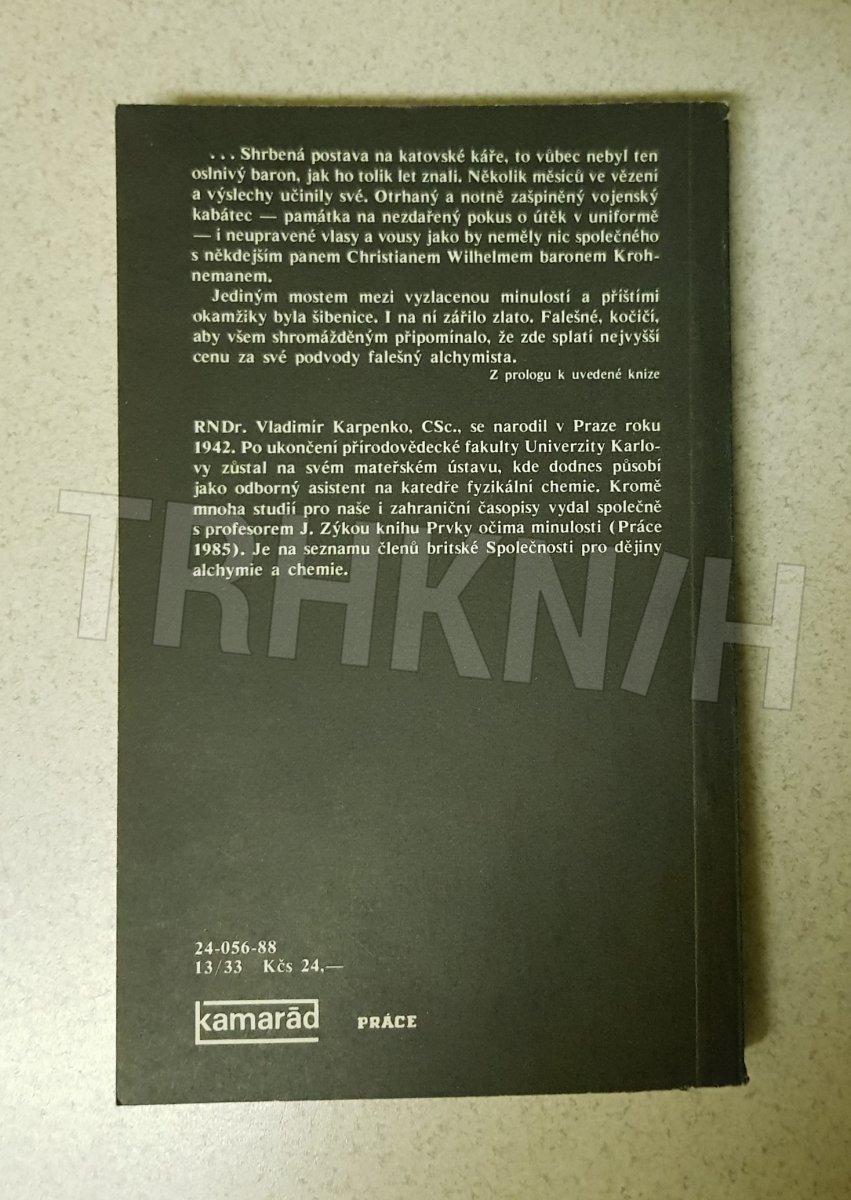 ... Shrbená postava na katovské káře, to vůbec nebyl ten
oslnivý baron, jak ho tolik let znali. Několik měsíců ve vězení
a výslechy učinily své. Otrhaný a notně zašpiněný vojenský
kabátec — památka na nezdařený pokus o útěk v uniformě
— i neupravené vlasy a vousy jako by neměly nic společného
s někdejším panem Christianem Wilhelmem baronem Kroh-
nemanem.
Jediným mostem mezi vyzlacenou minulostí a příštími
okamžiky byla šibenice. I na ní zářilo zlato. Falešné, kočičí,
aby všem shromážděným připomínalo, že zde splatí nejvyšší
cenu za své podvody falešný alchymista.
Z prologu k uvedené knize
RNDr. Vladimír Karpenko, CSc., se narodil v Praze roku
1942. Po ukončení přírodovědecké fakulty Univerzity Karlo-
vy zůstal na svém mateřském ústavu, kde dodnes působí
jako odborný asistent na katedře fyzikální chemie. Kromě
mnoha studií pro naše i zahraniční časopisy vydal společně
s profesorem J. Zýkou knihu Prvky očima minulosti (Práce
1985). Je na seznamu členů britské Společnosti pro dějiny
alchymie a chemie.
TRHKNIH
24-056-88
13/33 Kčs 24,—
kamarād PRÁCE